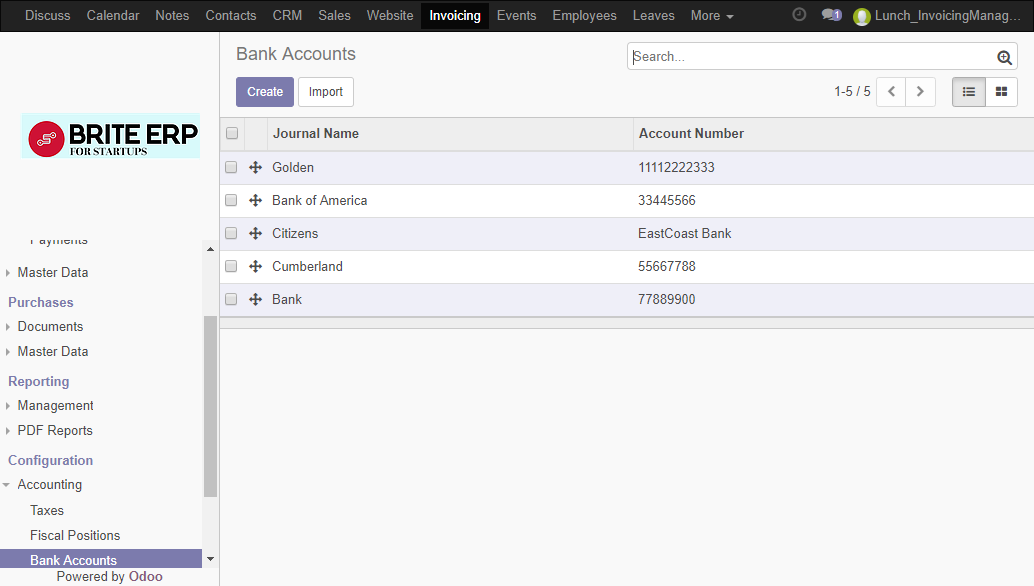 Discuss Calendar Notes Contacts CRM Sales Website Invoicing Events Employees Leaves More 1 Lunch_InvoicingManag...
BRITE ERP
FOR STARTUPS
Payments
Master Data
Purchases
Documents
Master Data
Reporting
Management
PDF Reports
Configuration
Accounting
Taxes
Fiscal Positions
Bank Accounts
Powered by Odoo
Bank Accounts
Search...
Create Import 1-5 / 5
Journal Name Account Number
Golden 11112222333
Bank of America 33445566
Citizens EastCoast Bank
Cumberland 55667788
Bank 77889900